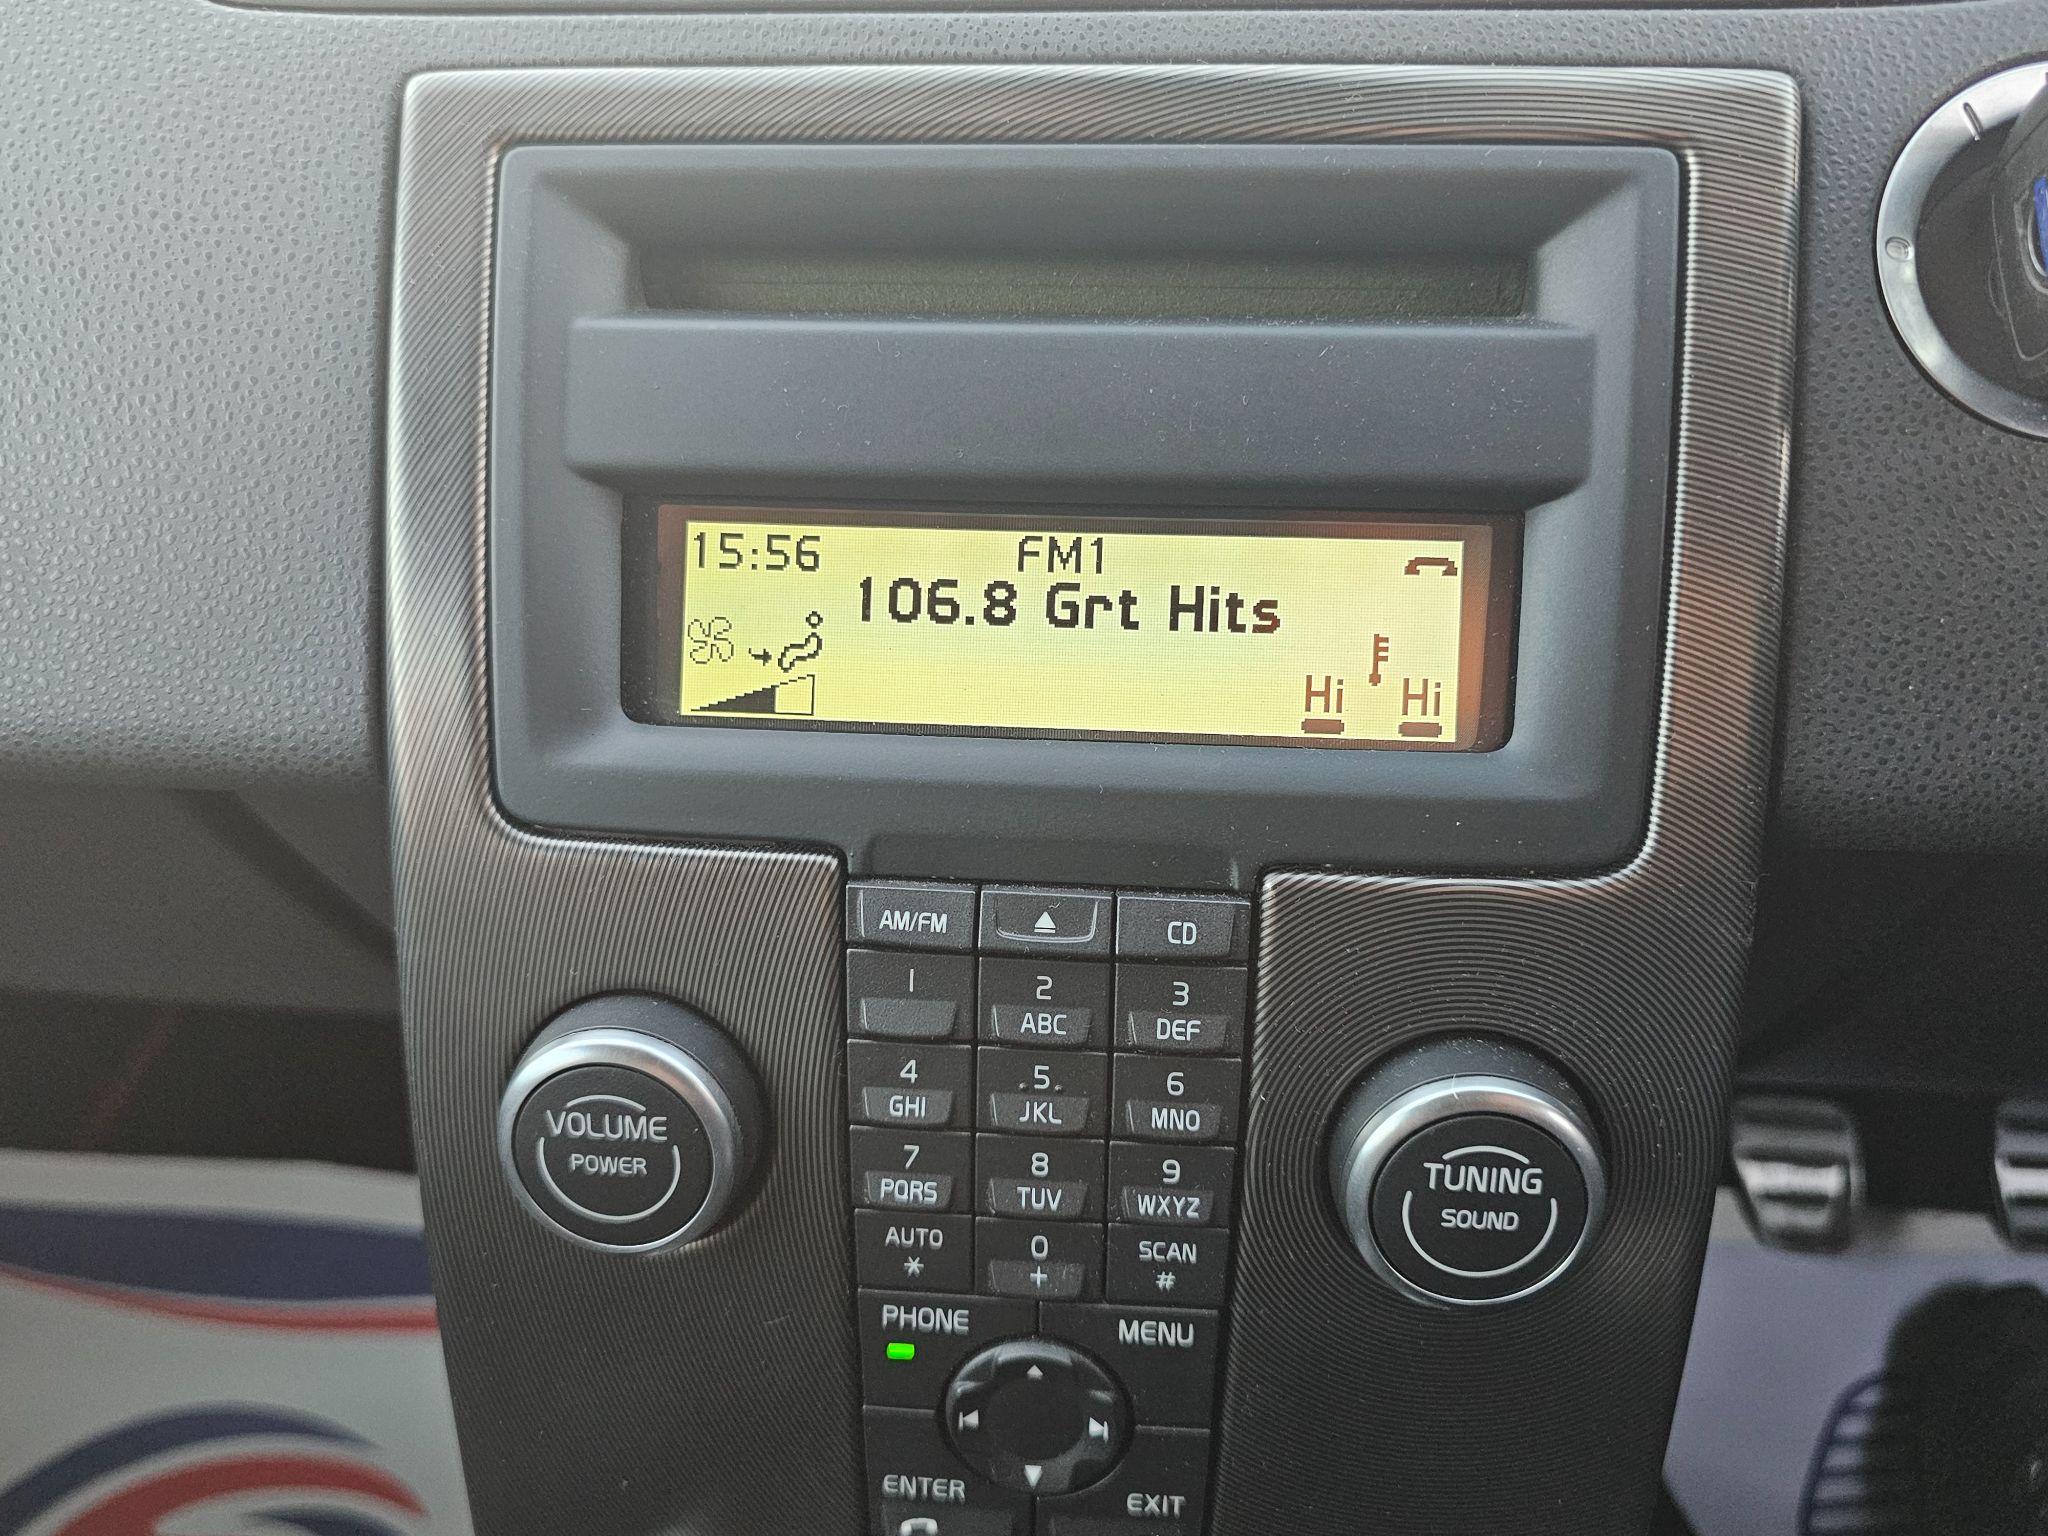 15:56 FM1
106.8 Grt Hits
Hi Hi
AM/FM CD
1 2 3
ABC DEF
4 5 6
GHI JKL MNO
7 8 9
PQRS TUV WXYZ
AUTO 0 SCAN
* + #
VOLUME
POWER
TUNING
SOUND
PHONE MENU
ENTER EXIT